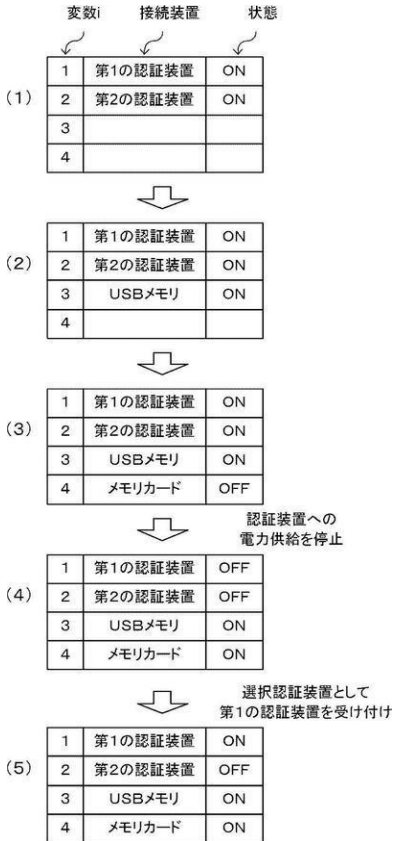 変数i 接続装置 状態
(1)
1 第1の認証装置 ON
2 第2の認証装置 ON
3
4
(2)
1 第1の認証装置 ON
2 第2の認証装置 ON
3 USBメモリ ON
4
(3)
1 第1の認証装置 ON
2 第2の認証装置 ON
3 USBメモリ ON
4 メモリカード OFF
認証装置への
電力供給を停止
(4)
1 第1の認証装置 OFF
2 第2の認証装置 OFF
3 USBメモリ ON
4 メモリカード ON
選択認証装置として
第1の認証装置を受け付け
(5)
1 第1の認証装置 ON
2 第2の認証装置 OFF
3 USBメモリ ON
4 メモリカード ON